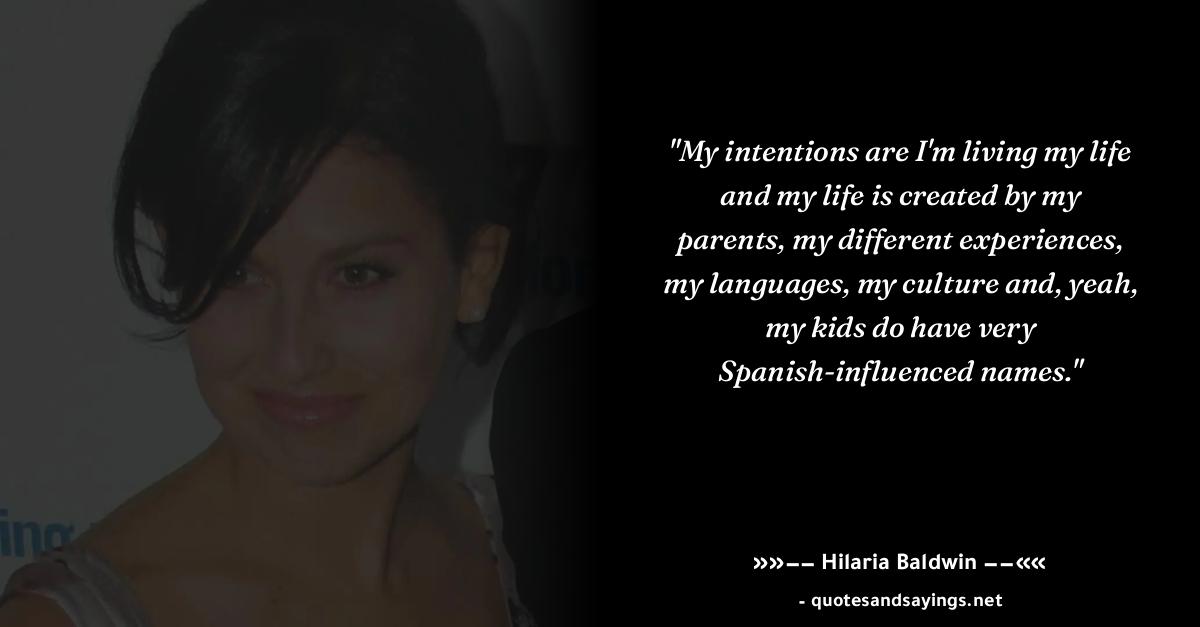 "My intentions are I'm living my life
and my life is created by my
parents, my different experiences,
my languages, my culture and, yeah,
my kids do have very
Spanish-influenced names."
»»–– Hilaria Baldwin ––««
- quotesandsayings.net
ing